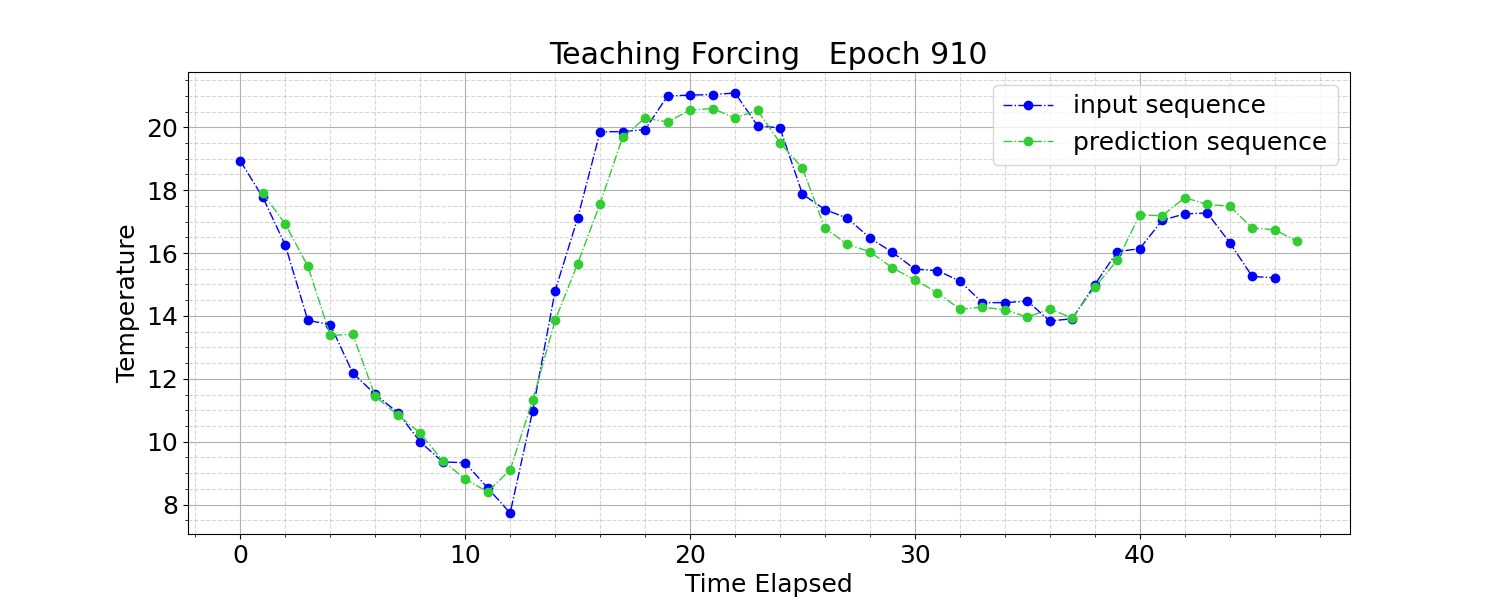 Teaching Forcing   Epoch 910
input sequence
prediction sequence
Temperature
20
18
16
14
12
10
8
0 10 20 30 40
Time Elapsed